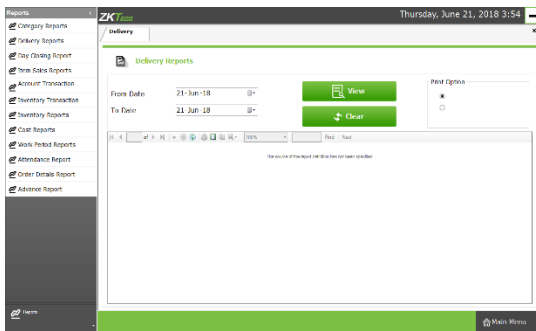 Reports
Category Reports
Delivery Reports
Day Closing Report
Item Sales Reports
Account Transaction
Inventory Transaction
Inventory Reports
Cost Reports
Work Period Reports
Attendance Report
Order Details Report
Advance Report
Reports
ZKTeco
Thursday, June 21, 2018 3:54
Delivery
Delivery Reports
From Date 21-Jun-18
To Date 21-Jun-18
View
Clear
Print Option
of 100% Find Next
The source of the report definition has not been specified
Main Menu